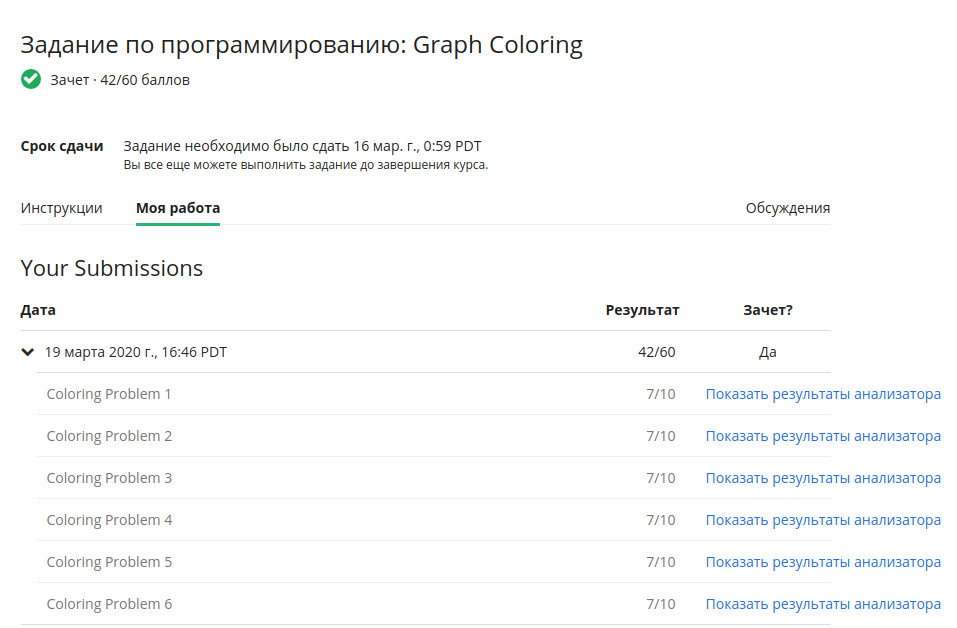 Задание по программированию: Graph Coloring
Зачет · 42/60 баллов
Срок сдачи Задание необходимо было сдать 16 мар. г., 0:59 PDT
Вы все еще можете выполнить задание до завершения курса.
Инструкции Моя работа Обсуждения
Your Submissions
Дата Результат Зачет?
19 марта 2020 г., 16:46 PDT 42/60 Да
Coloring Problem 1 7/10 Показать результаты анализатора
Coloring Problem 2 7/10 Показать результаты анализатора
Coloring Problem 3 7/10 Показать результаты анализатора
Coloring Problem 4 7/10 Показать результаты анализатора
Coloring Problem 5 7/10 Показать результаты анализатора
Coloring Problem 6 7/10 Показать результаты анализатора